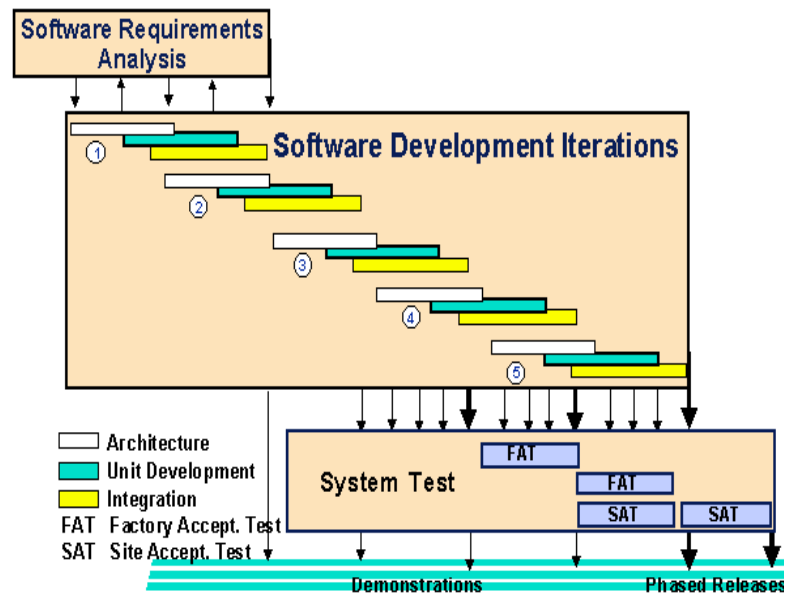 Software Requirements
Analysis
Software Development Iterations
1
2
3
4
5
Architecture
Unit Development
Integration
FAT Factory Accept. Test
SAT Site Accept. Test
System Test
FAT
FAT
SAT
SAT
Demonstrations
Phased Releases